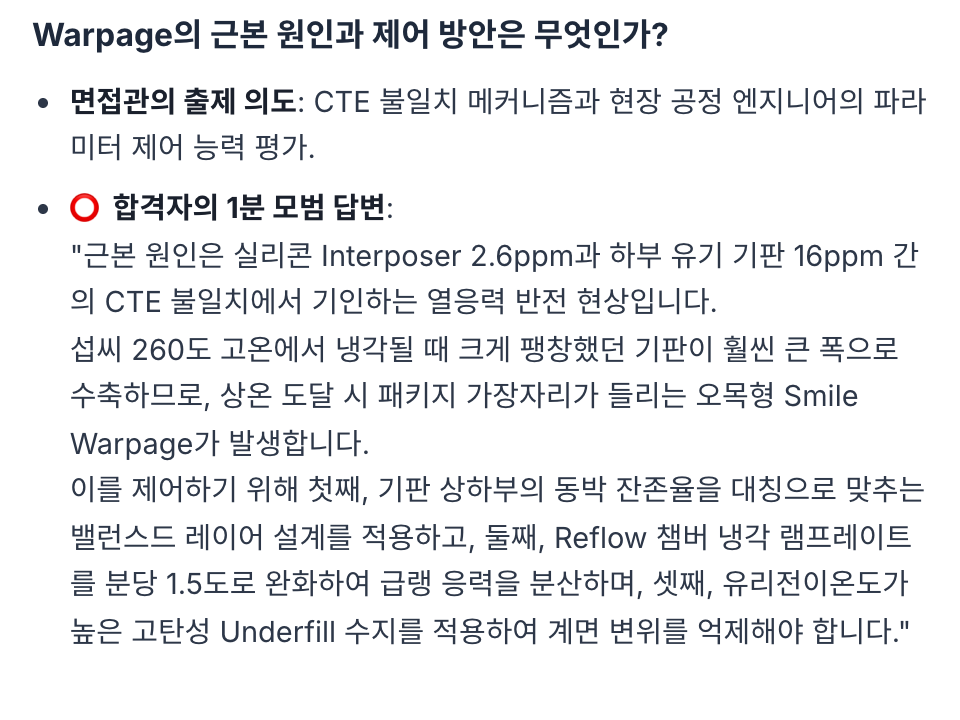 Warpage의 근본 원인과 제어 방안은 무엇인가?
• 면접관의 출제 의도: CTE 불일치 메커니즘과 현장 공정 엔지니어의 파라
미터 제어 능력 평가.
• ⭕ 합격자의 1분 모범 답변:
"근본 원인은 실리콘 Interposer 2.6ppm과 하부 유기 기판 16ppm 간
의 CTE 불일치에서 기인하는 열응력 반전 현상입니다.
섭씨 260도 고온에서 냉각될 때 크게 팽창했던 기판이 훨씬 큰 폭으로
수축하므로, 상온 도달 시 패키지 가장자리가 들리는 오목형 Smile
Warpage가 발생합니다.
이를 제어하기 위해 첫째, 기판 상하부의 동박 잔존율을 대칭으로 맞추는
밸런스드 레이어 설계를 적용하고, 둘째, Reflow 챔버 냉각 램프레이트
를 분당 1.5도로 완화하여 급랭 응력을 분산하며, 셋째, 유리전이온도가
높은 고탄성 Underfill 수지를 적용하여 계면 변위를 억제해야 합니다."